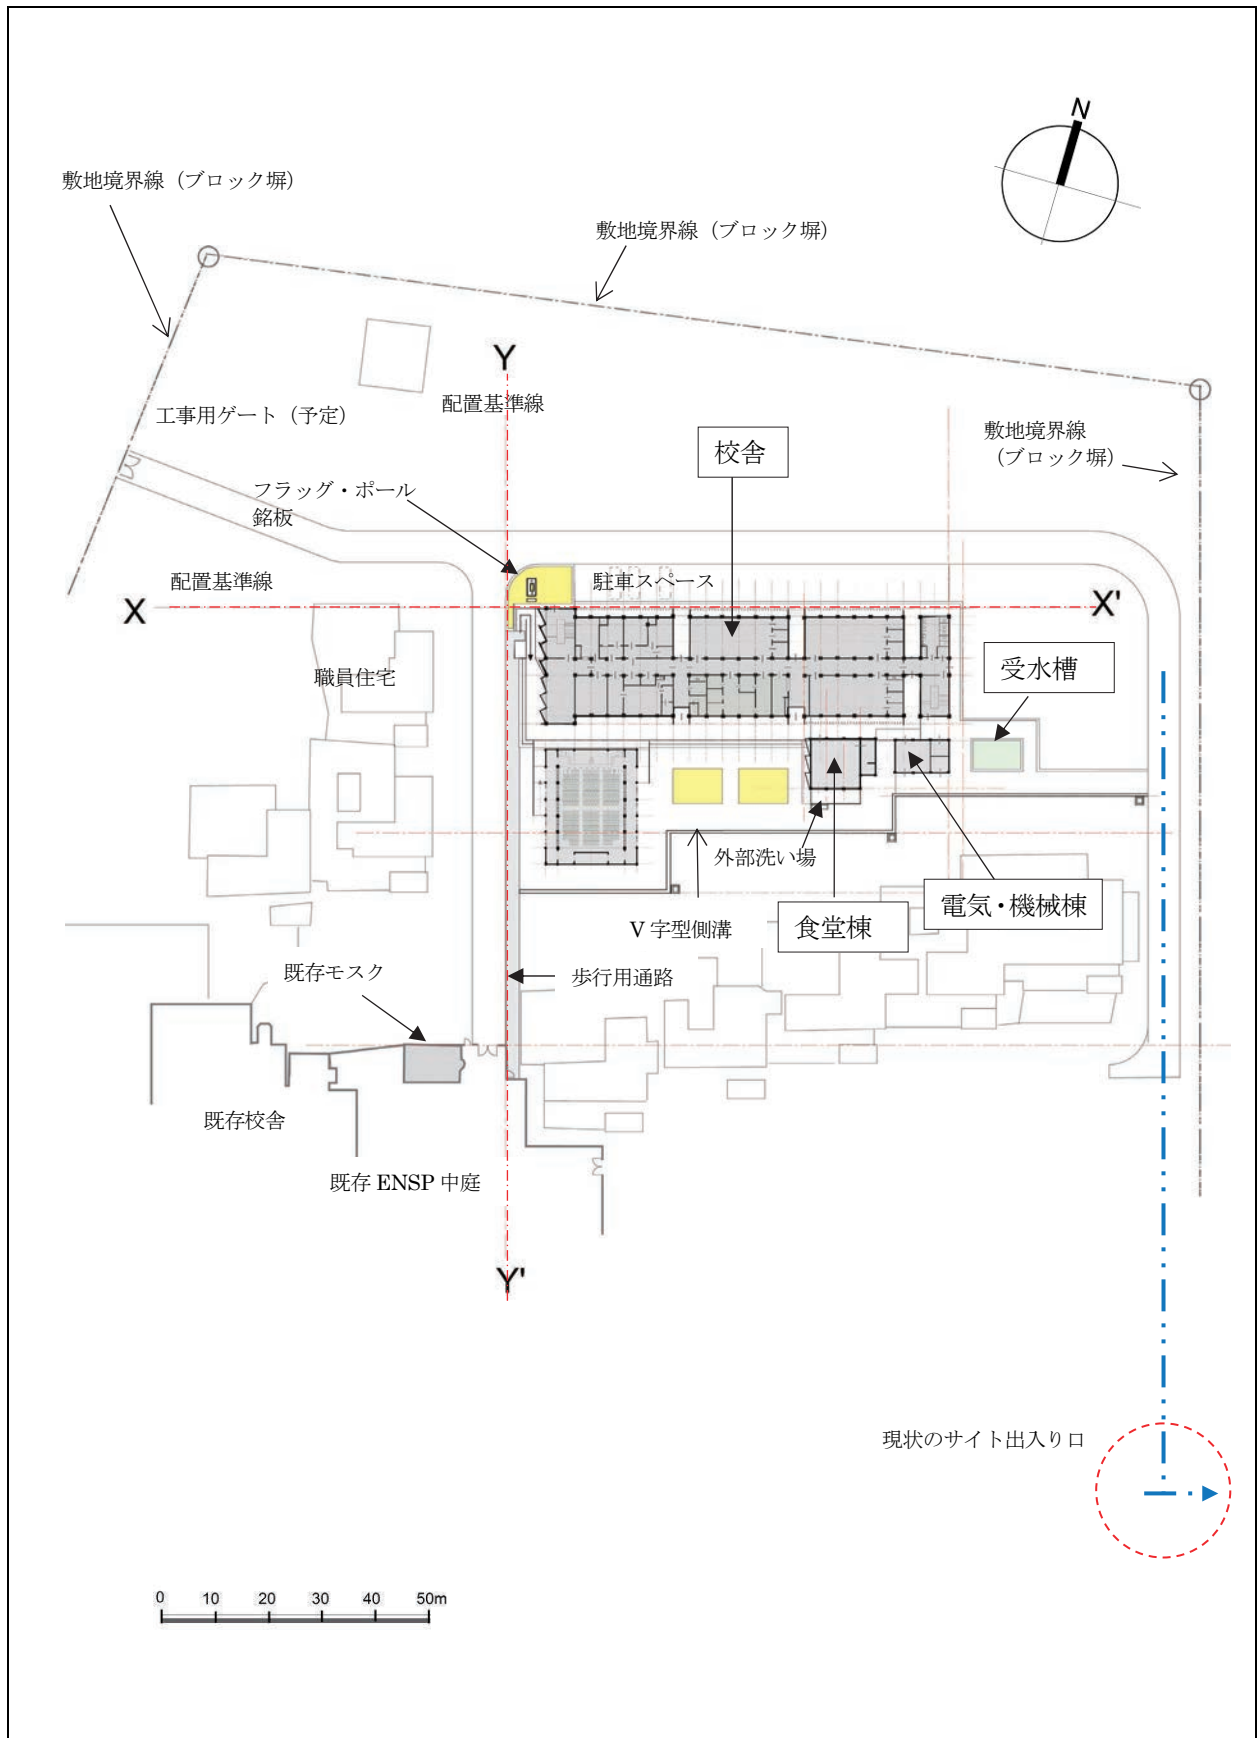 N
敷地境界線（ブロック塀）
敷地境界線（ブロック塀）
Y
配置基準線
工事用ゲート（予定）
敷地境界線
（ブロック塀）
校舎
フラッグ・ポール
銘板
配置基準線
駐車スペース
X
X'
職員住宅
受水槽
外部洗い場
電気・機械棟
V 字型側溝
食堂棟
既存モスク
歩行用通路
既存校舎
既存 ENSP 中庭
Y'
現状のサイト出入り口
0 10 20 30 40 50m